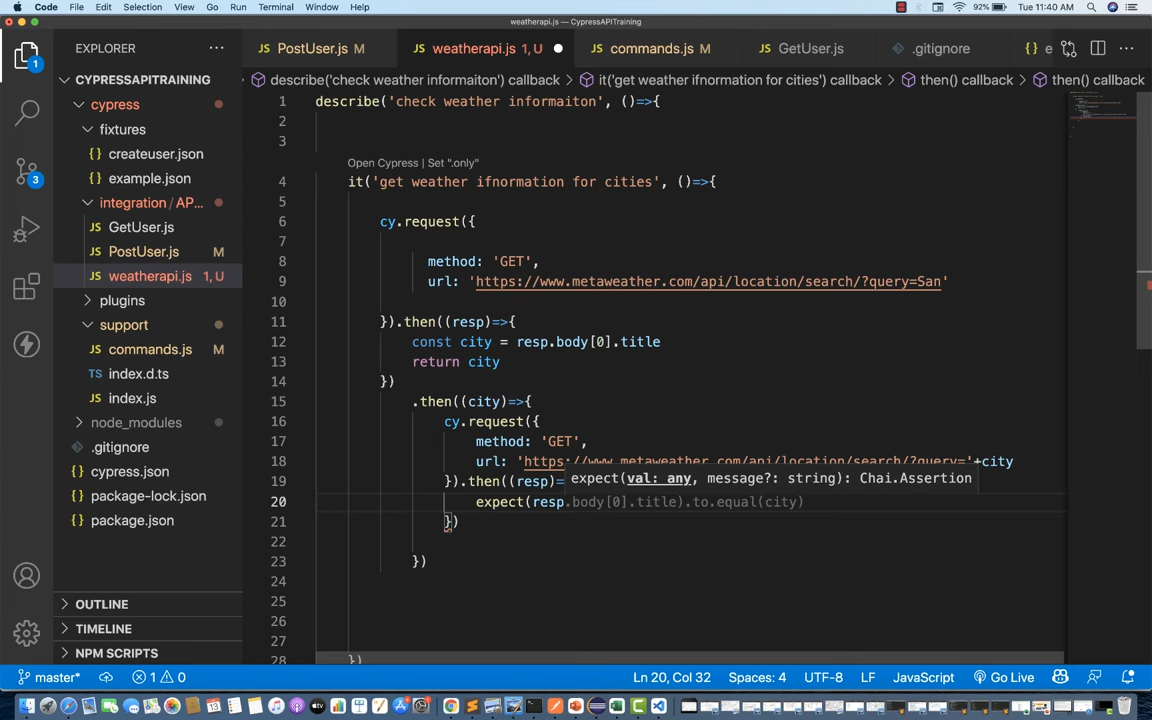 Code File Edit Selection View Go Run Terminal Window Help 92% Tue 11:40 AM
weatherapi.js — CypressAPITraining
EXPLORER
PostUser.js M weatherapi.js 1, U commands.js M GetUser.js .gitignore {} e
CYPRESSAPITRAINING
describe('check weather informaiton') callback > it('get weather ifnormation for cities') callback > then() callback > then() callback
cypress
fixtures
createuser.json
example.json
integration / AP...
GetUser.js
PostUser.js M
weatherapi.js 1, U
plugins
support
commands.js M
index.d.ts
index.js
node_modules
.gitignore
cypress.json
package-lock.json
package.json
OUTLINE
TIMELINE
NPM SCRIPTS
1 describe('check weather informaiton', ()=>{
2
3
Open Cypress | Set ".only"
4 it('get weather ifnormation for cities', ()=>{
5
6 cy.request({
7
8 method: 'GET',
9 url: 'https://www.metaweather.com/api/location/search/?query=San'
10
11 }).then((resp)=>{
12 const city = resp.body[0].title
13 return city
14 })
15 .then((city)=>{
16 cy.request({
17 method: 'GET',
18 url: 'https://www.metaweather.com/api/location/search/?query='+city
19 }).then((resp)=
expect(val: any, message?: string): Chai.Assertion
20 expect(resp.body[0].title).to.equal(city)
21 })
22
23 })
24
25
26
27
28 })
master* 1 0 Ln 20, Col 32 Spaces: 4 UTF-8 LF JavaScript Go Live